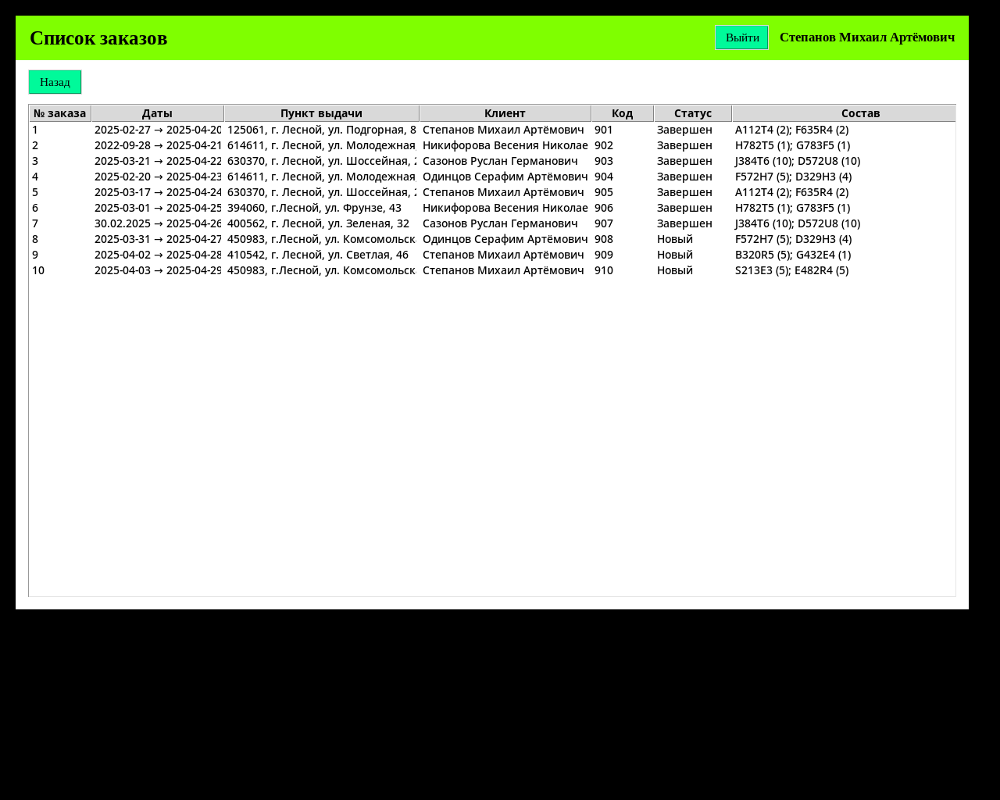 Список заказов
Выйти Степанов Михаил Артёмович
Назад
№ заказа Даты Пункт выдачи Клиент Код Статус Состав
1 2025-02-27 → 2025-04-20 125061, г. Лесной, ул. Подгорная, 8 Степанов Михаил Артёмович 901 Завершен A112T4 (2); F635R4 (2)
2 2022-09-28 → 2025-04-21 614611, г. Лесной, ул. Молодежная, Никифорова Весения Николае 902 Завершен H782T5 (1); G783F5 (1)
3 2025-03-21 → 2025-04-22 630370, г. Лесной, ул. Шоссейная, Сазонов Руслан Германович 903 Завершен J384T6 (10); D572U8 (10)
4 2025-02-20 → 2025-04-23 614611, г. Лесной, ул. Молодежная, Одинцов Серафим Артёмович 904 Завершен F572H7 (5); D329H3 (4)
5 2025-03-17 → 2025-04-24 630370, г. Лесной, ул. Шоссейная, Степанов Михаил Артёмович 905 Завершен A112T4 (2); F635R4 (2)
6 2025-03-01 → 2025-04-25 394060, г.Лесной, ул. Фрунзе, 43 Никифорова Весения Николае 906 Завершен H782T5 (1); G783F5 (1)
7 30.02.2025 → 2025-04-26 400562, г. Лесной, ул. Зеленая, 32 Сазонов Руслан Германович 907 Завершен J384T6 (10); D572U8 (10)
8 2025-03-31 → 2025-04-27 450983, г.Лесной, ул. Комсомольск Одинцов Серафим Артёмович 908 Новый F572H7 (5); D329H3 (4)
9 2025-04-02 → 2025-04-28 410542, г. Лесной, ул. Светлая, 46 Степанов Михаил Артёмович 909 Новый B320R5 (5); G432E4 (1)
10 2025-04-03 → 2025-04-29 450983, г.Лесной, ул. Комсомольск Степанов Михаил Артёмович 910 Новый S213E3 (5); E482R4 (5)